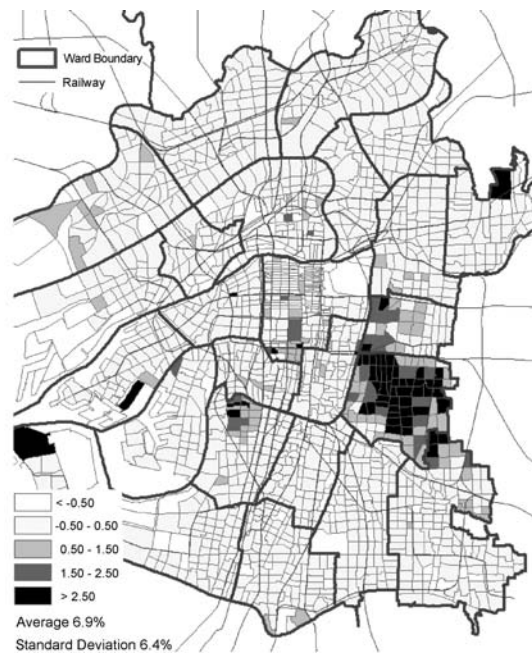 Ward Boundary
Railway
< -0.50
-0.50 - 0.50
0.50 - 1.50
1.50 - 2.50
> 2.50
Average 6.9%
Standard Deviation 6.4%